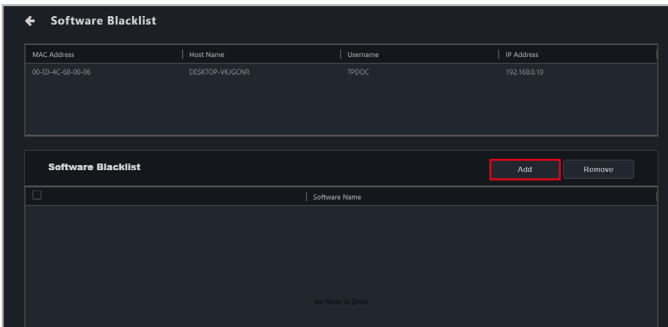 Software Blacklist
MAC Address Host Name Username IP Address
00-E0-4C-68-00-06 DESKTOP-VKJGCNR TPDOC 192.168.0.10
Software Blacklist Add Remove
Software Name
No Rows To Show